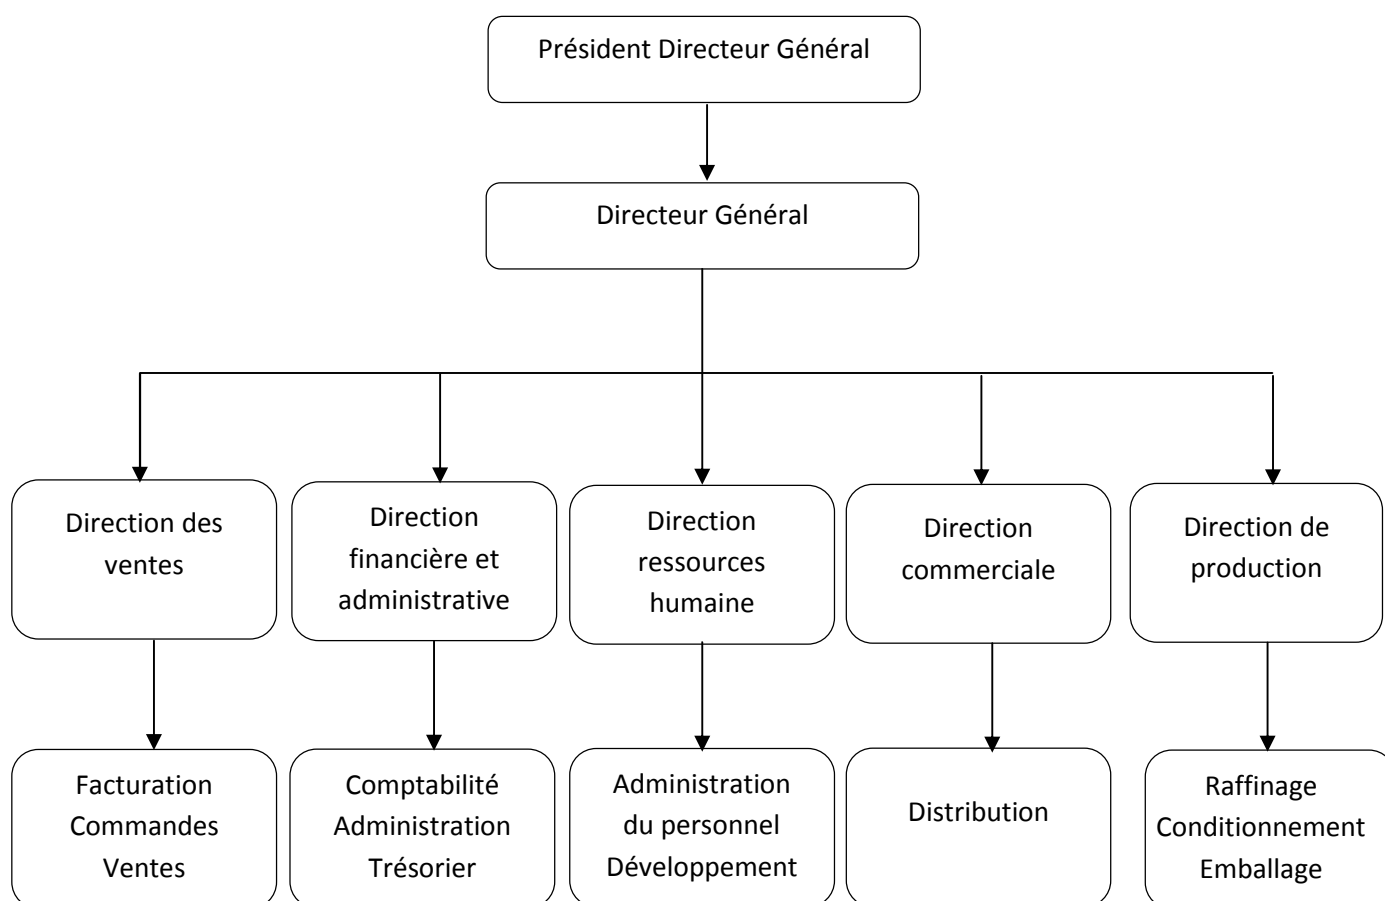 Président Directeur Général
Directeur Général
Direction des
ventes
Direction
financière et
administrative
Direction
ressources
humaine
Direction
commerciale
Direction de
production
Facturation
Commandes
Ventes
Comptabilité
Administration
Trésorier
Administration
du personnel
Développement
Distribution
Raffinage
Conditionnement
Emballage